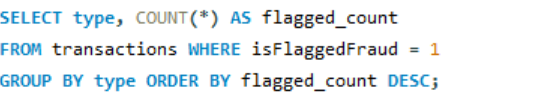 SELECT type, COUNT(*) AS flagged_count
FROM transactions WHERE isFlaggedFraud = 1
GROUP BY type ORDER BY flagged_count DESC;